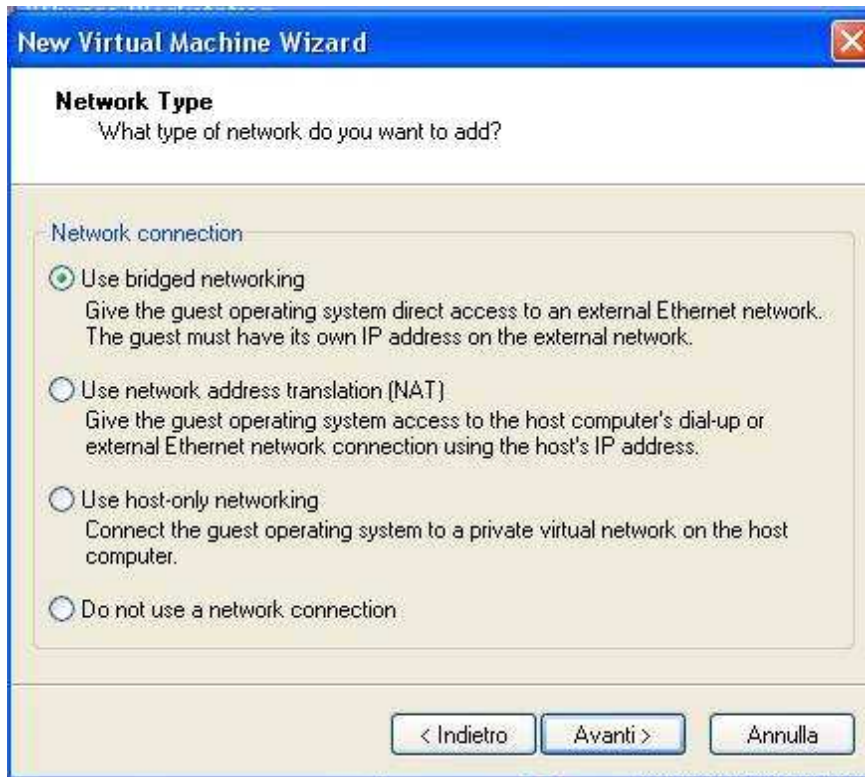 New Virtual Machine Wizard
Network Type
What type of network do you want to add?
Network connection
Use bridged networking
Give the guest operating system direct access to an external Ethernet network.
The guest must have its own IP address on the external network.
Use network address translation (NAT)
Give the guest operating system access to the host computer's dial-up or
external Ethernet network connection using the host's IP address.
Use host-only networking
Connect the guest operating system to a private virtual network on the host
computer.
Do not use a network connection
< Indietro
Avanti >
Annulla